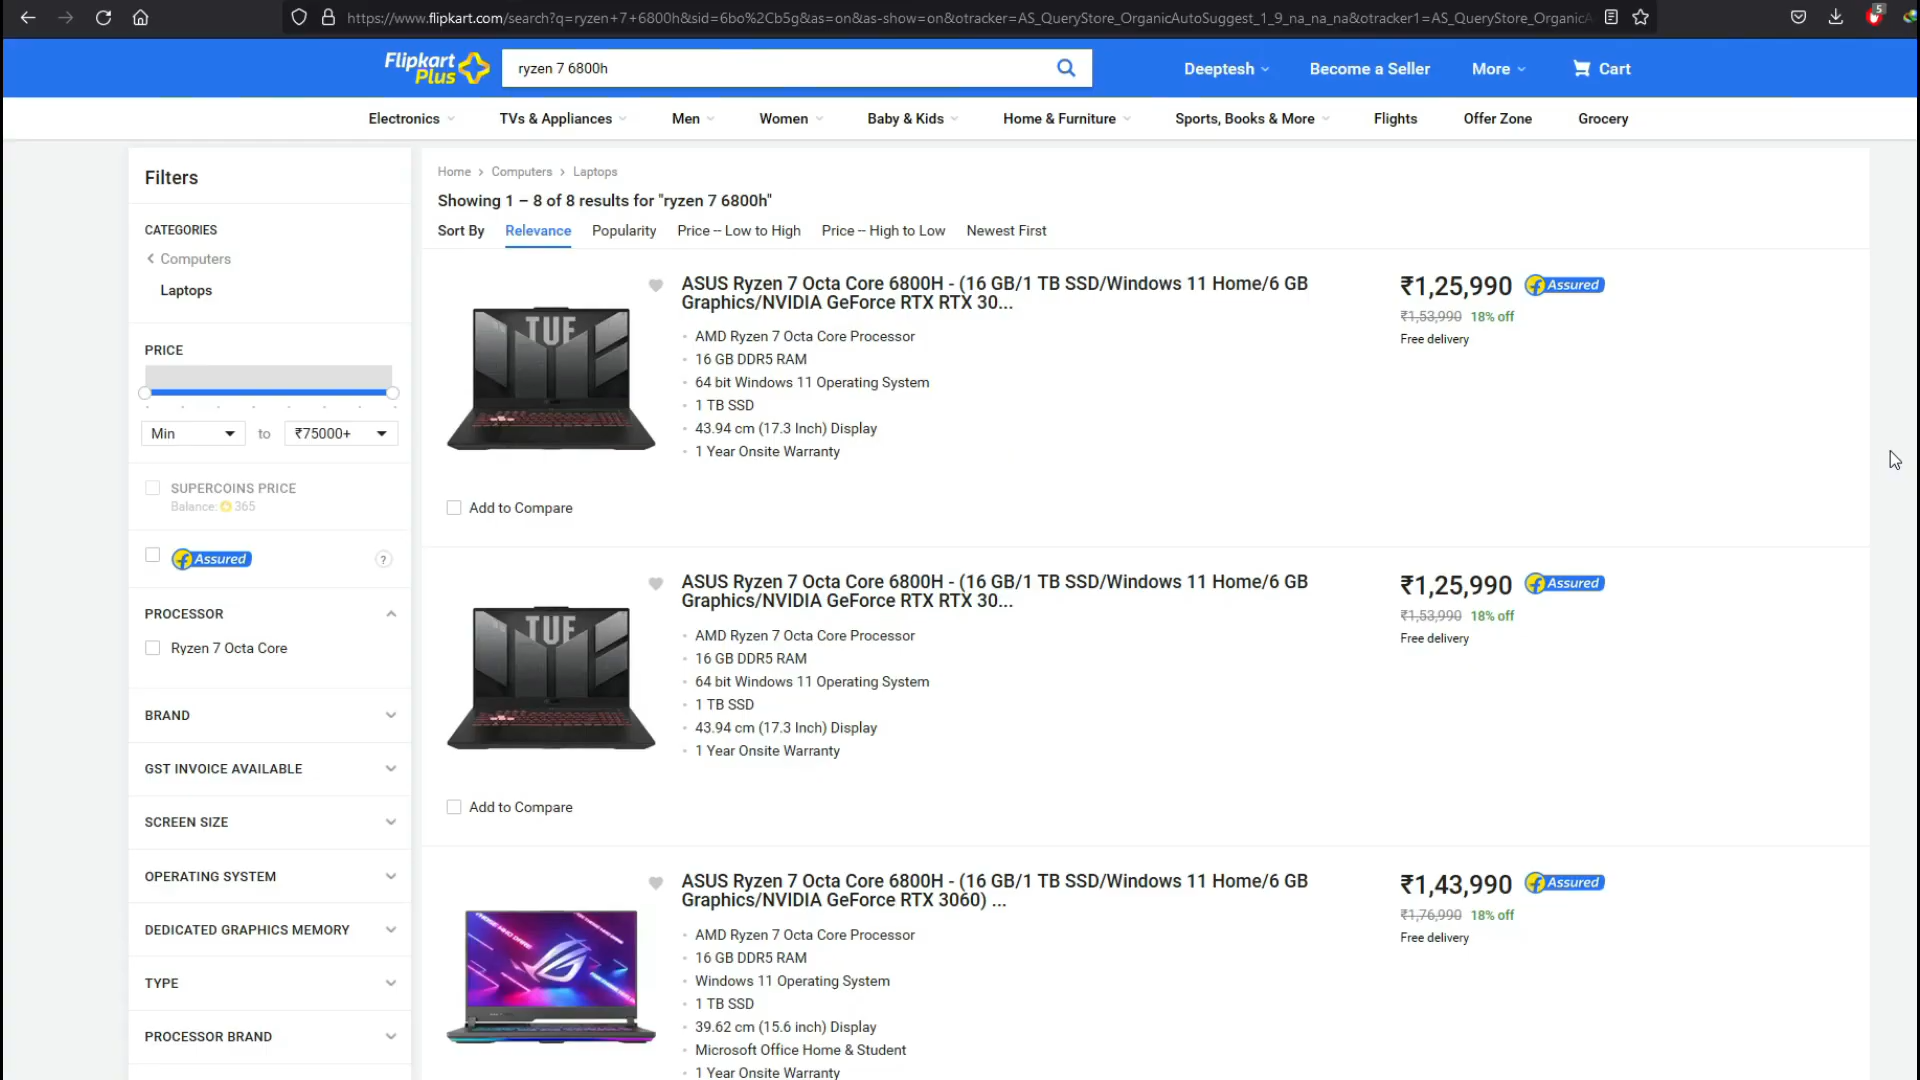 https://www.flipkart.com/search?q=ryzen+7+6800h&sid=6bo%2Cb5g&as=on&as-show=on&otracker=AS_QueryStore_OrganicAutoSuggest_1_9_na_na_na&otracker1=AS_QueryStore_OrganicA
5
Flipkart
Plus
ryzen 7 6800h
Deeptesh
Become a Seller
More
Cart
Electronics
TVs & Appliances
Men
Women
Baby & Kids
Home & Furniture
Sports, Books & More
Flights
Offer Zone
Grocery
Filters
CATEGORIES
Computers
Laptops
PRICE
Min to ₹75000+
SUPERCOINS PRICE
Balance: 365
Assured
?
PROCESSOR
Ryzen 7 Octa Core
BRAND
GST INVOICE AVAILABLE
SCREEN SIZE
OPERATING SYSTEM
DEDICATED GRAPHICS MEMORY
TYPE
PROCESSOR BRAND
Home > Computers > Laptops
Showing 1 – 8 of 8 results for "ryzen 7 6800h"
Sort By Relevance Popularity Price -- Low to High Price -- High to Low Newest First
TUF
ASUS Ryzen 7 Octa Core 6800H - (16 GB/1 TB SSD/Windows 11 Home/6 GB
Graphics/NVIDIA GeForce RTX RTX 30...
AMD Ryzen 7 Octa Core Processor
16 GB DDR5 RAM
64 bit Windows 11 Operating System
1 TB SSD
43.94 cm (17.3 Inch) Display
1 Year Onsite Warranty
₹1,25,990 Assured
₹1,53,990 18% off
Free delivery
Add to Compare
TUF
ASUS Ryzen 7 Octa Core 6800H - (16 GB/1 TB SSD/Windows 11 Home/6 GB
Graphics/NVIDIA GeForce RTX RTX 30...
AMD Ryzen 7 Octa Core Processor
16 GB DDR5 RAM
64 bit Windows 11 Operating System
1 TB SSD
43.94 cm (17.3 Inch) Display
1 Year Onsite Warranty
₹1,25,990 Assured
₹1,53,990 18% off
Free delivery
Add to Compare
ASUS Ryzen 7 Octa Core 6800H - (16 GB/1 TB SSD/Windows 11 Home/6 GB
Graphics/NVIDIA GeForce RTX 3060) ...
AMD Ryzen 7 Octa Core Processor
16 GB DDR5 RAM
Windows 11 Operating System
1 TB SSD
39.62 cm (15.6 inch) Display
Microsoft Office Home & Student
1 Year Onsite Warranty
₹1,43,990 Assured
₹1,76,990 18% off
Free delivery